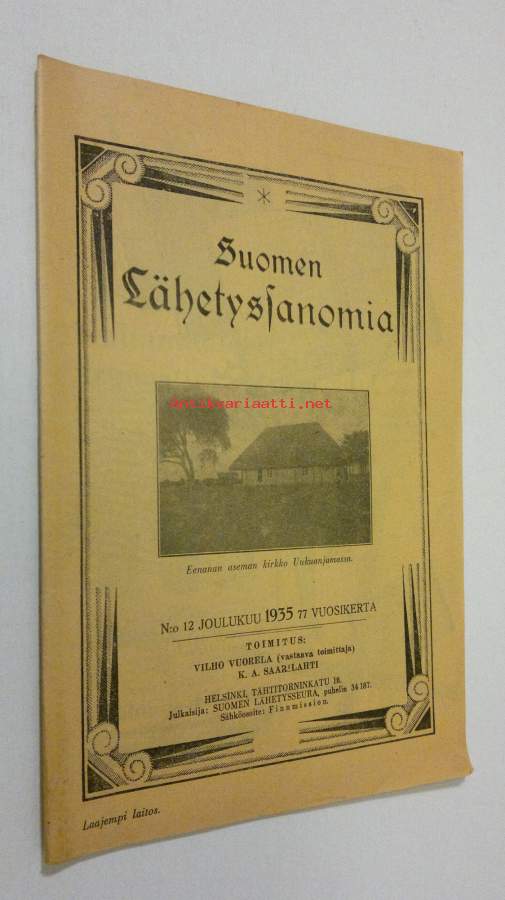 Suomen
Lähetysſanomia
Antikvariaatti.net
Eenanan aseman kirkko Uukuanjamassa.
N:o 12 JOULUKUU 1935 77 VUOSIKERTA
TOIMITUS:
VILHO VUORELA (vastaava toimittaja)
K. A. SAARILAHTI
HELSINKI, TÄHTITORNINKATU 18.
Julkaisija: SUOMEN LÄHETYSSEURA, puhelin 34 187.
Sähköosoite: Finnmission.
Laajempi laitos.